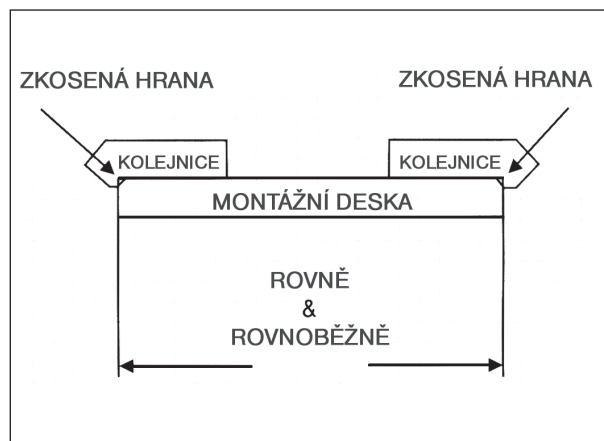 ZKOSENÁ HRANA
ZKOSENÁ HRANA
KOLEJNICE
KOLEJNICE
MONTÁŽNÍ DESKA
ROVNĚ
&
ROVNOBĚŽNĚ